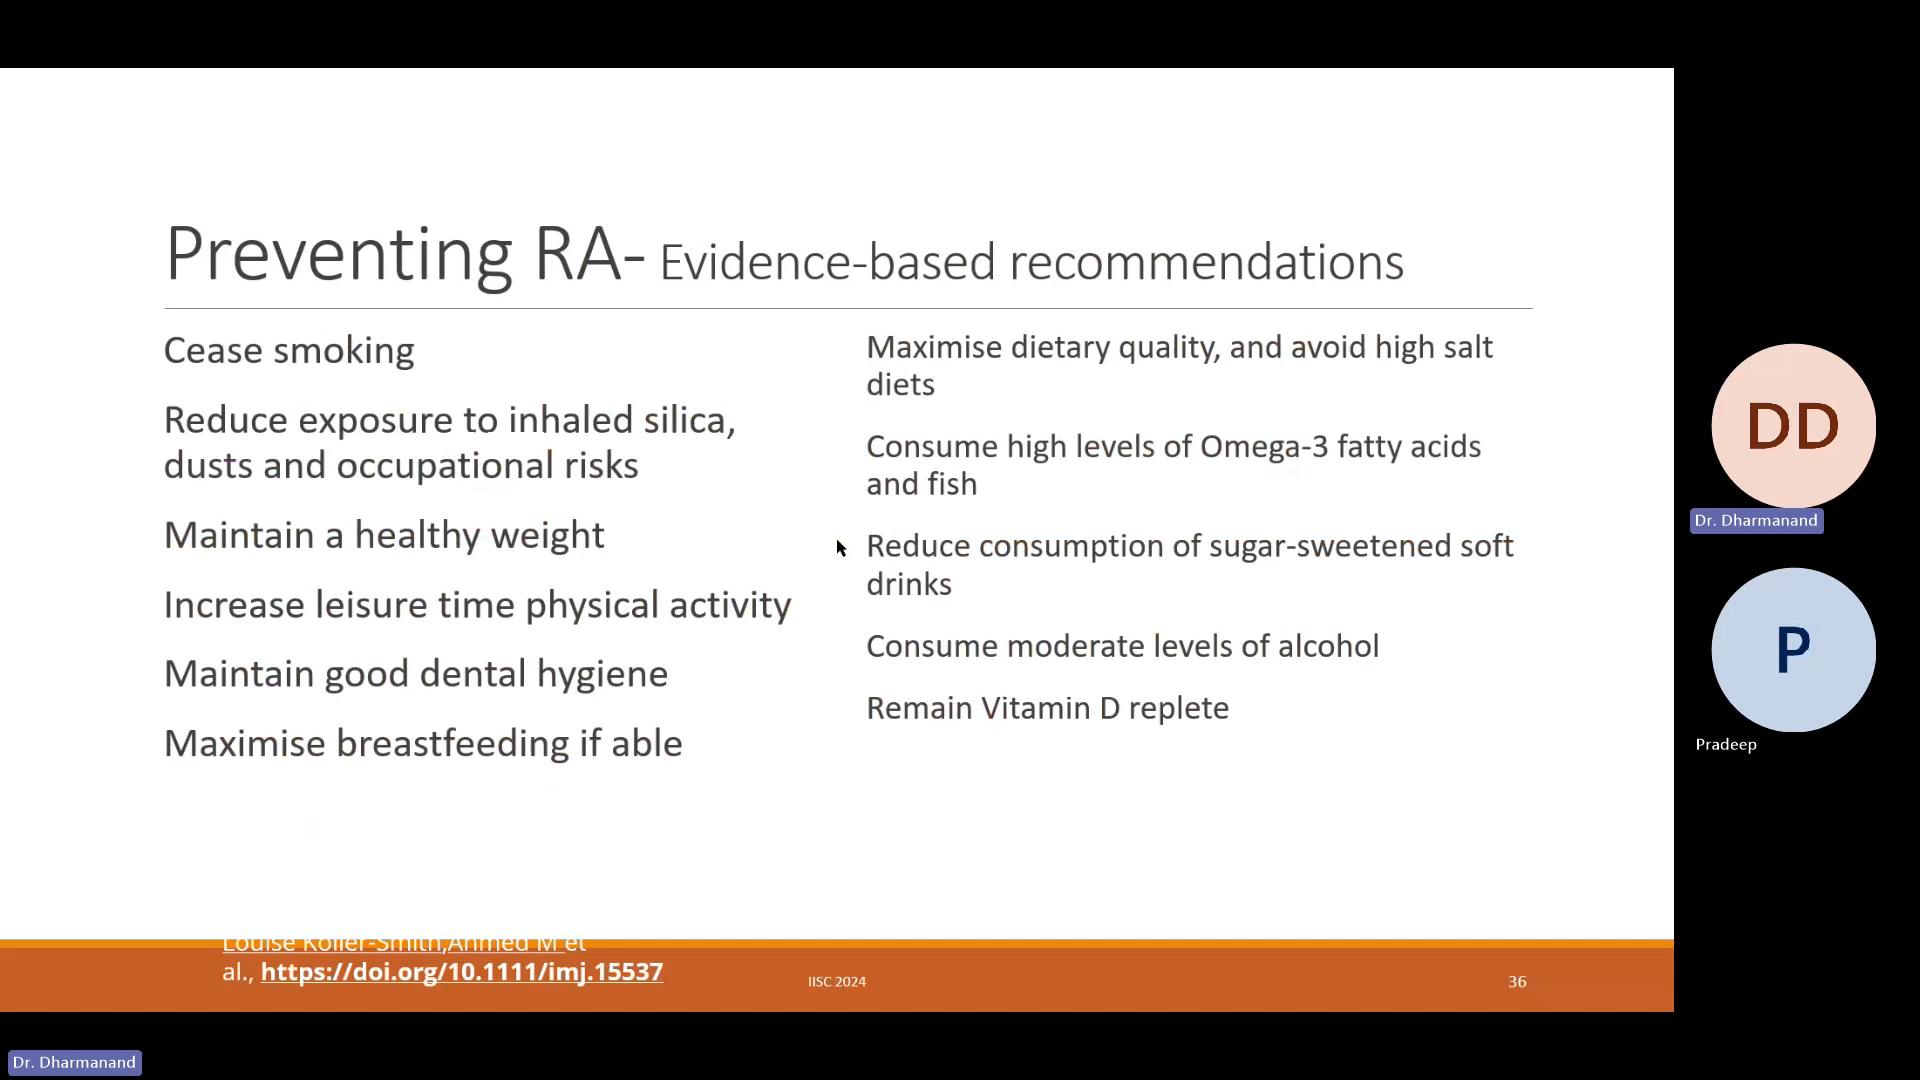 Preventing RA- Evidence-based recommendations
Cease smoking
Reduce exposure to inhaled silica,
dusts and occupational risks
Maintain a healthy weight
Increase leisure time physical activity
Maintain good dental hygiene
Maximise breastfeeding if able
Maximise dietary quality, and avoid high salt
diets
Consume high levels of Omega-3 fatty acids
and fish
Reduce consumption of sugar-sweetened soft
drinks
Consume moderate levels of alcohol
Remain Vitamin D replete
Louise Koller-Smith,Ahmed M et
al., https://doi.org/10.1111/imj.15537
IISC 2024
36
DD
Dr. Dharmanand
P
Pradeep
Dr. Dharmanand